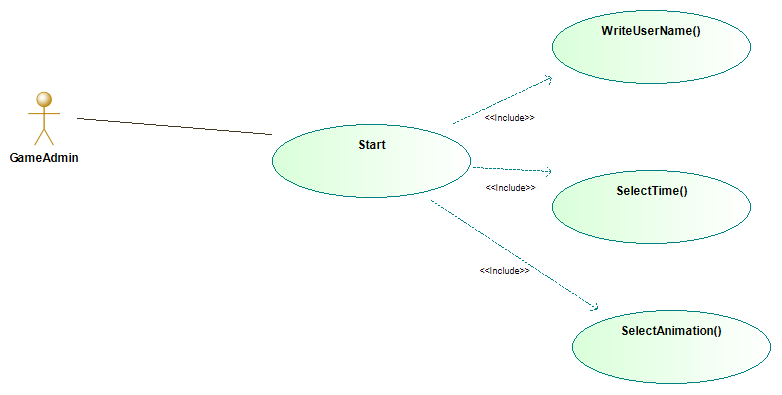 WriteUserName()
<<Include>>
GameAdmin
Start
<<Include>>
SelectTime()
<<Include>>
SelectAnimation()